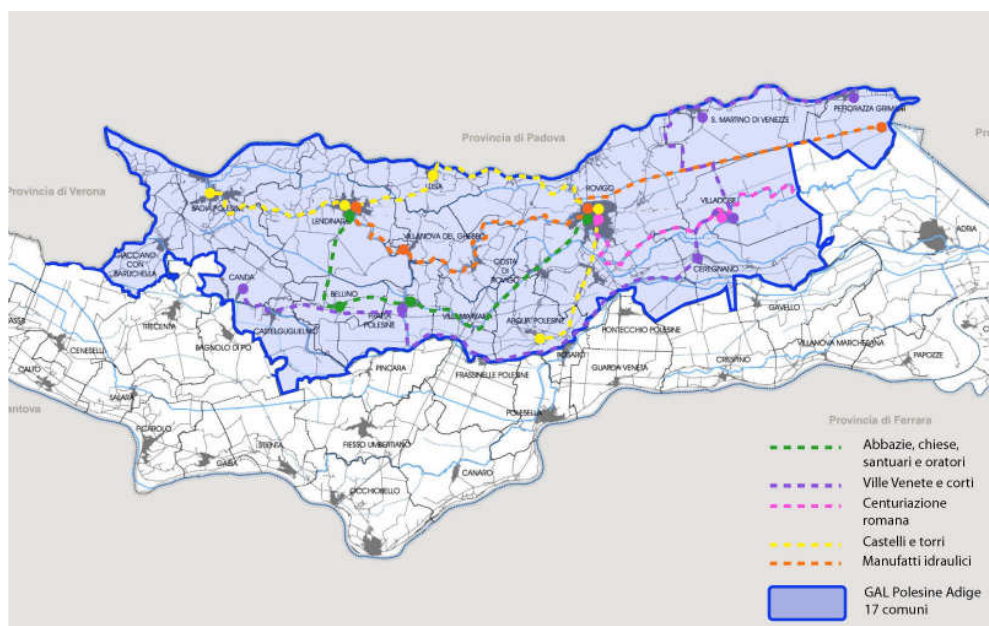 Provincia di Padova
Provincia di Verona
PETTORAZZA GRIMANI
S. MARTINO DI VENEZZE
LUSIA
BADIA POLESINE
ROVIGO
LENDINARA
VILLADOSE
VILLANOVA DEL GHEBBO
ADRIA
GIACCIANO
CON
BARUCHELLA
COSTA
DI
ROVIGO
CEREGNANO
CANDA
BELLINO
FRATTA
POLESINE
VILLAMARZANA
ARQUA' POLESINE
GAVELLO
TRECENTA
CASTELGUGLIELMO
BAGNOLO DI PO
PONTECCHIO POLESINE
BOSARO
VILLANOVA MARCHESANA
CENESELLI
CRESPINO
PAPOZZE
CALTO
PINCARA
FRASSINELLE POLESINE
GUARDA VENETA
SALARA
antova
POLESELLA
Provincia di Ferrara
FICAROLO
FIESSO UMBERTIANO
STIENTA
GAIBA
CANARO
OCCHIOBELLO
Abbazie, chiese,
santuari e oratori
Ville Venete e corti
Centuriazione
romana
Castelli e torri
Manufatti idraulici
GAL Polesine Adige
17 comuni